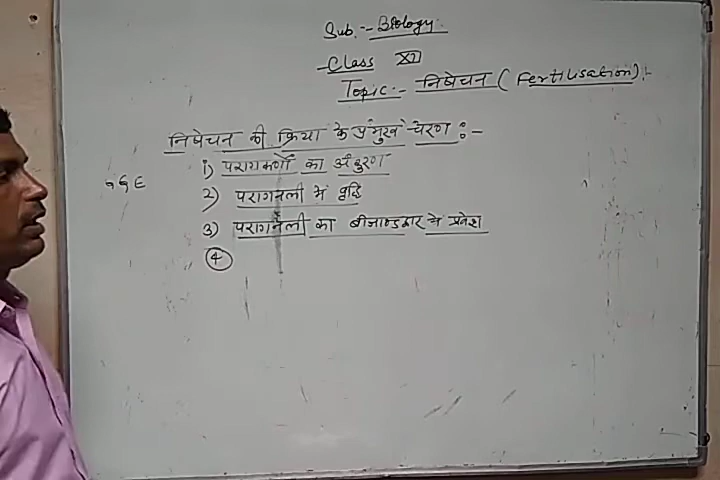 Sub.:- Biology.
Class XII
Topic:- निषेचन (Fertilisation):-
निषेचन की क्रिया के प्रमुख चरण :-
1) परागकणों का अंकुरण
2) परागनली में वृद्धि
3) परागनली का बीजाण्डद्वार में प्रवेश
4